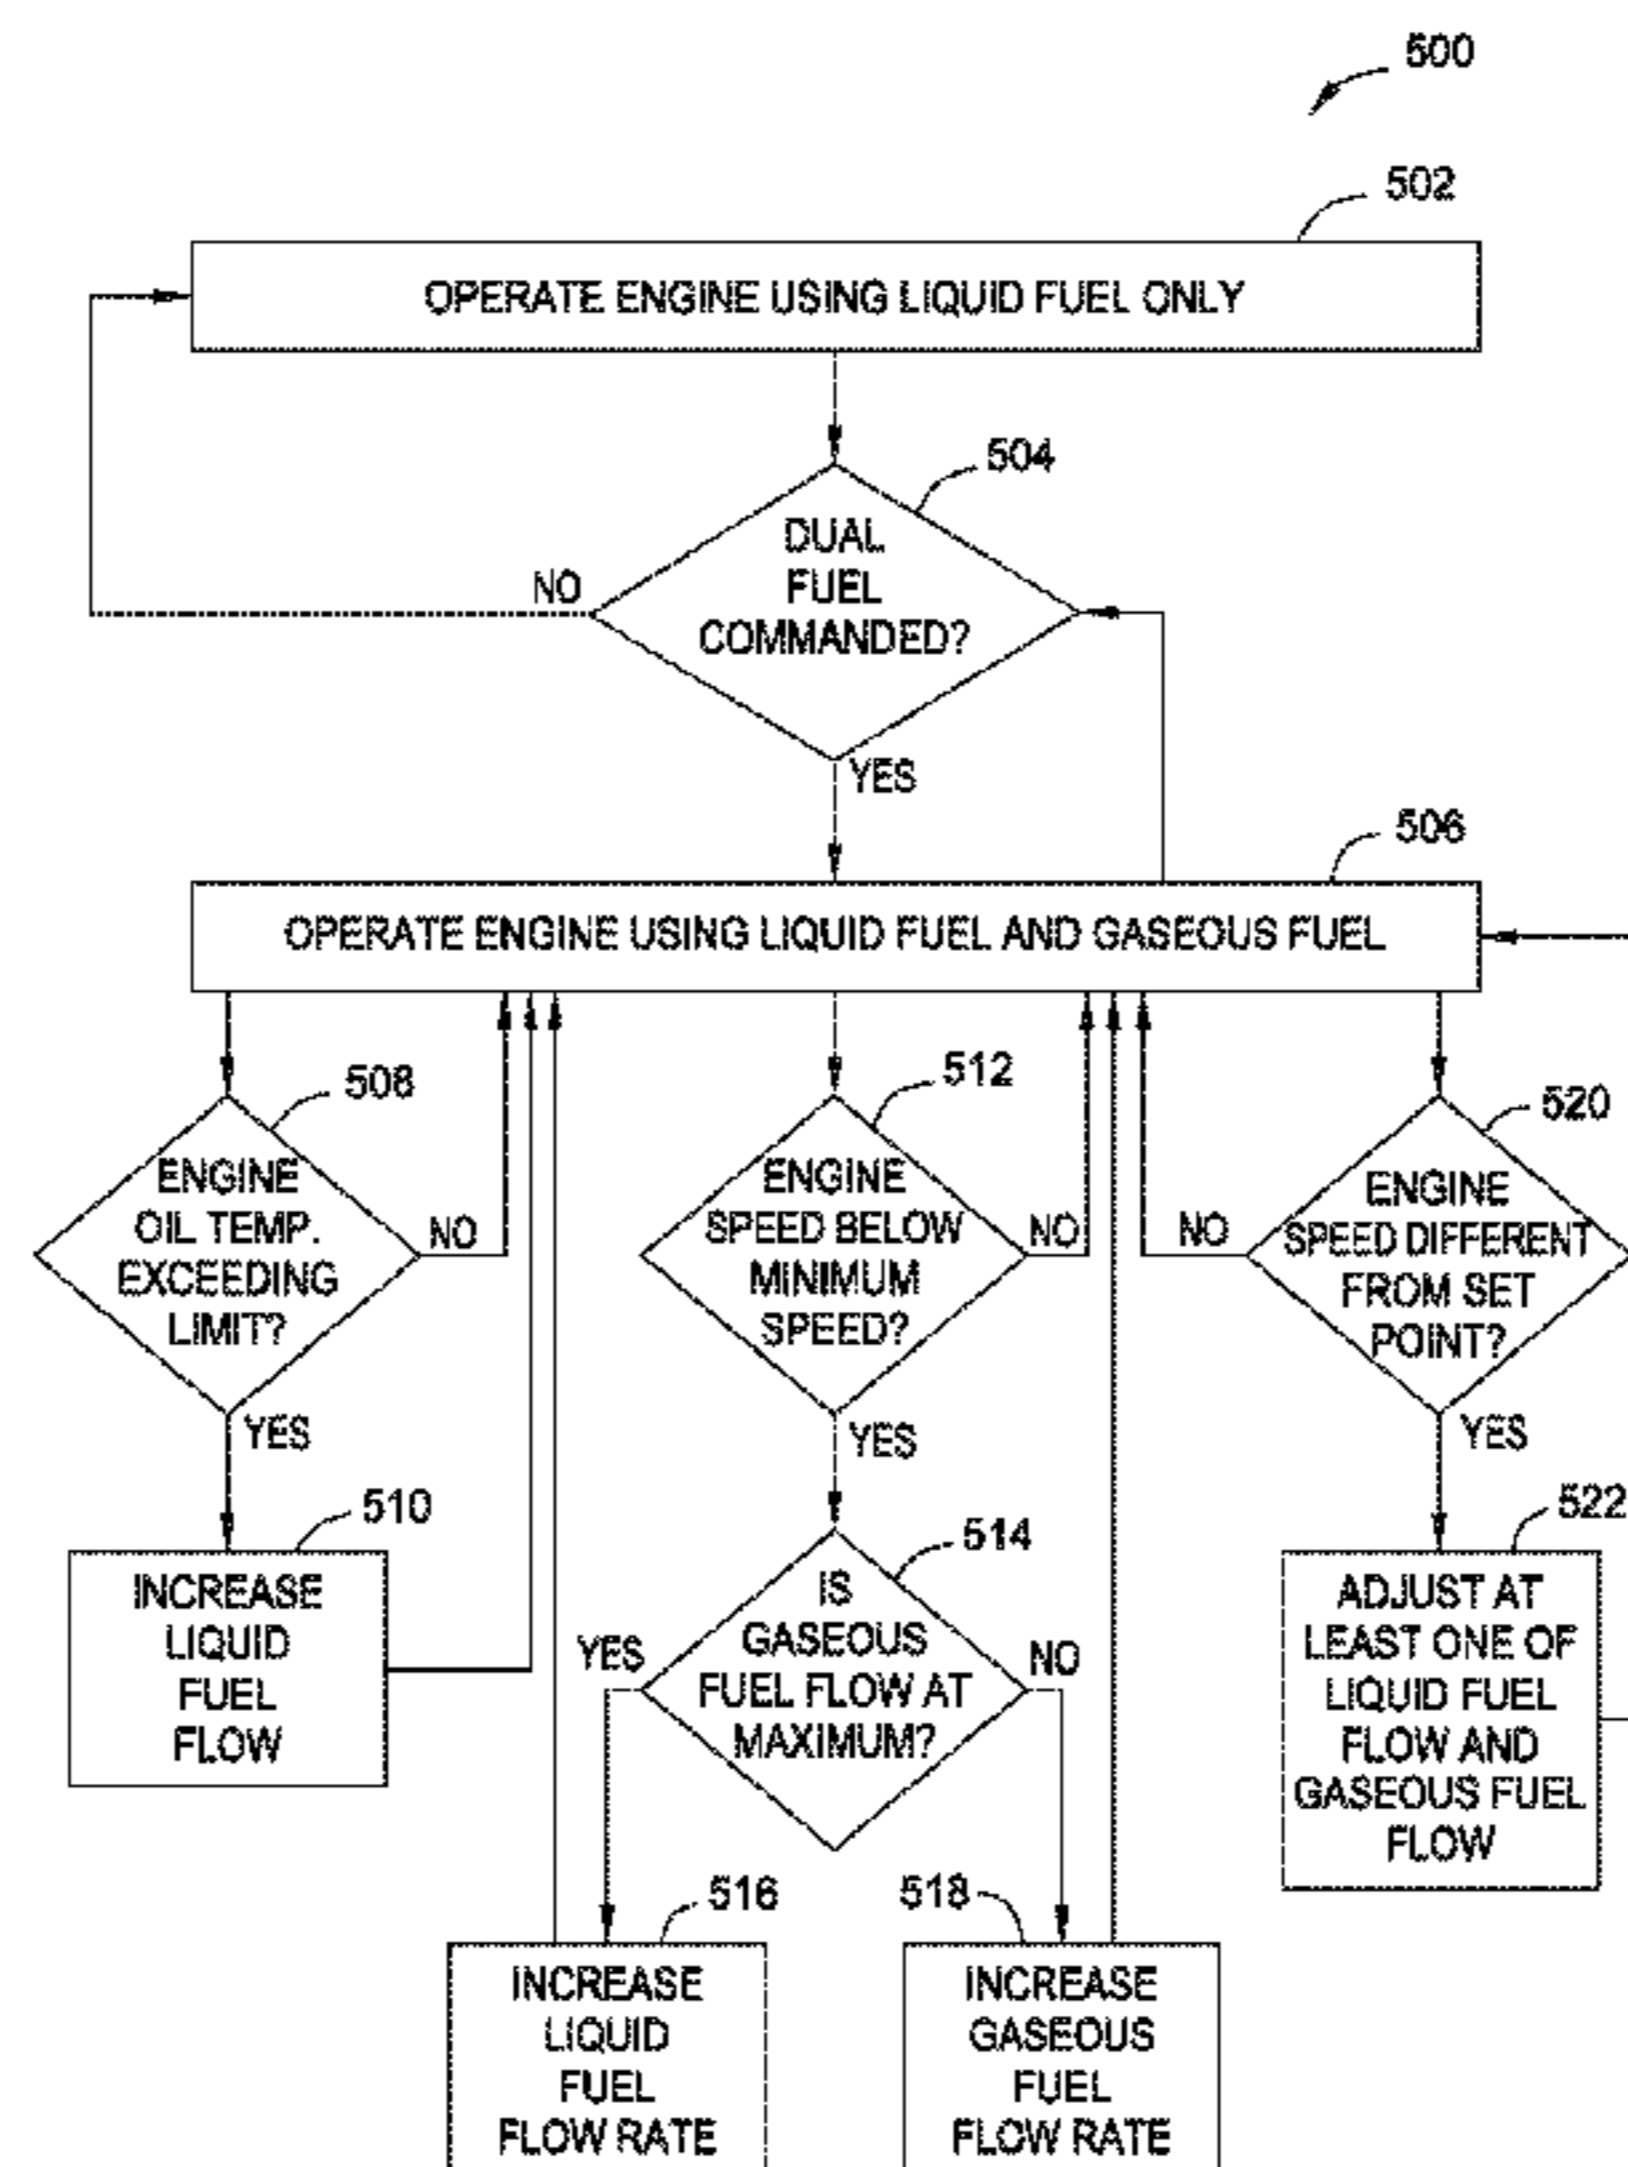 500
502
OPERATE ENGINE USING LIQUID FUEL ONLY
504
DUAL
FUEL
COMMANDED?
NO
YES
506
OPERATE ENGINE USING LIQUID FUEL AND GASEOUS FUEL
508
ENGINE
OIL TEMP.
EXCEEDING
LIMIT?
NO
YES
510
INCREASE
LIQUID
FUEL
FLOW
512
ENGINE
SPEED BELOW
MINIMUM
SPEED?
NO
YES
514
IS
GASEOUS
FUEL FLOW AT
MAXIMUM?
YES
NO
516
INCREASE
LIQUID
FUEL
FLOW RATE
518
INCREASE
GASEOUS
FUEL
FLOW RATE
520
ENGINE
SPEED DIFFERENT
FROM SET
POINT?
NO
YES
522
ADJUST AT
LEAST ONE OF
LIQUID FUEL
FLOW AND
GASEOUS FUEL
FLOW